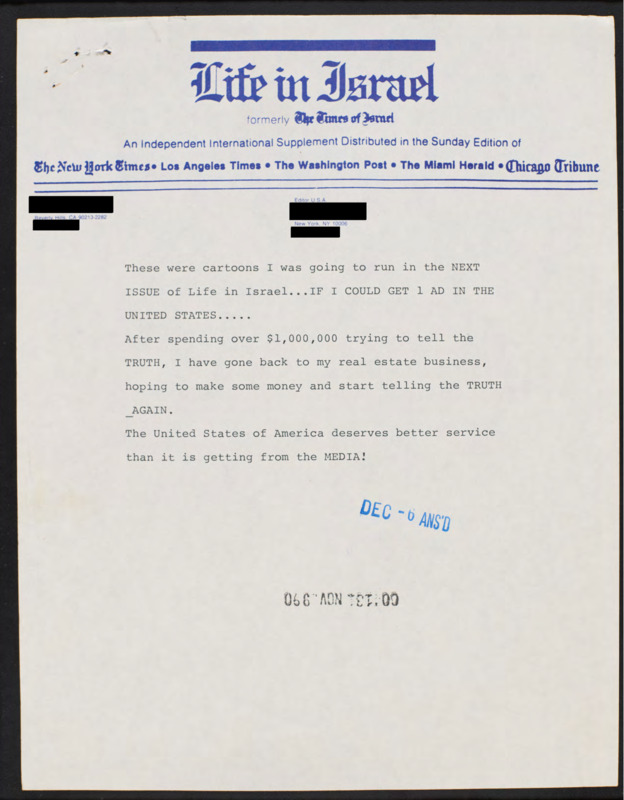 Life in Israel
formerly The Times of Israel
An Independent International Supplement Distributed in the Sunday Edition of
The New York Times • Los Angeles Times • The Washington Post • The Miami Herald • Chicago Tribune
Beverly Hills, CA 90213-2282
Editor U.S.A.
New York, NY 10006
These were cartoons I was going to run in the NEXT
ISSUE of Life in Israel...IF I COULD GET 1 AD IN THE
UNITED STATES.....
After spending over $1,000,000 trying to tell the
TRUTH, I have gone back to my real estate business,
hoping to make some money and start telling the TRUTH
_AGAIN.
The United States of America deserves better service
than it is getting from the MEDIA!
DEC - 6 ANS'D
NOV